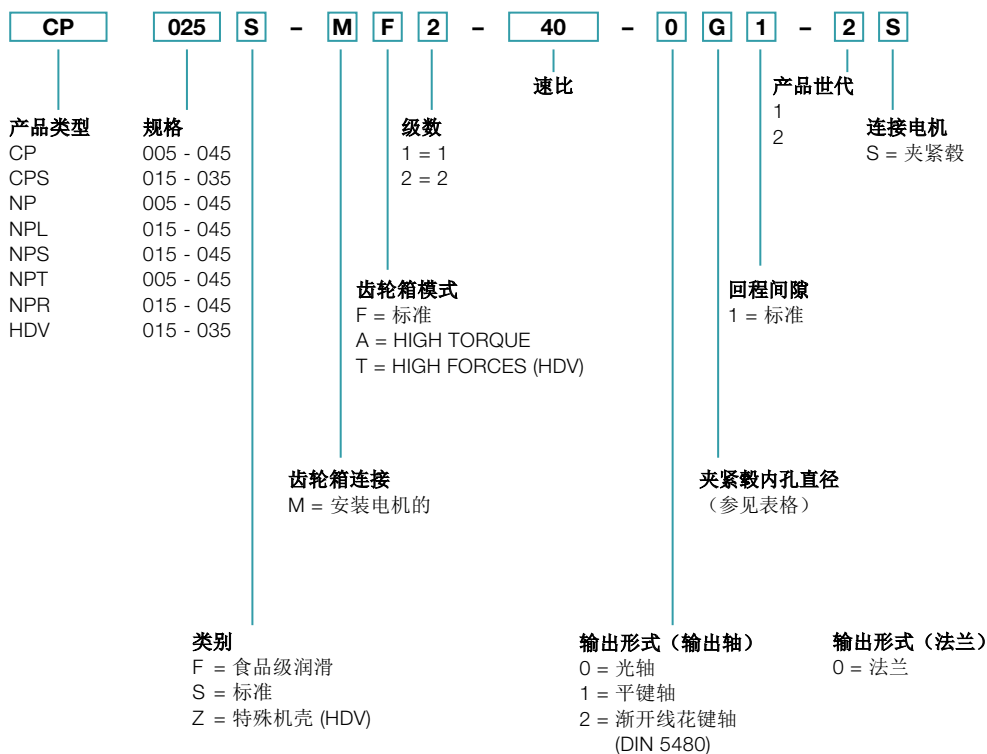 CP 025 S – M F 2 – 40 – 0 G 1 – 2 S
速比
产品世代
1
2
产品类型
CP
CPS
NP
NPL
NPS
NPT
NPR
HDV
规格
005 - 045
015 - 035
005 - 045
015 - 045
015 - 045
005 - 045
015 - 045
015 - 035
级数
1 = 1
2 = 2
连接电机
S = 夹紧毂
齿轮箱模式
F = 标准
A = HIGH TORQUE
T = HIGH FORCES (HDV)
回程间隙
1 = 标准
齿轮箱连接
M = 安装电机的
夹紧毂内孔直径
（参见表格）
类别
F = 食品级润滑
S = 标准
Z = 特殊机壳 (HDV)
输出形式（输出轴）
0 = 光轴
1 = 平键轴
2 = 渐开线花键轴
(DIN 5480)
输出形式（法兰）
0 = 法兰